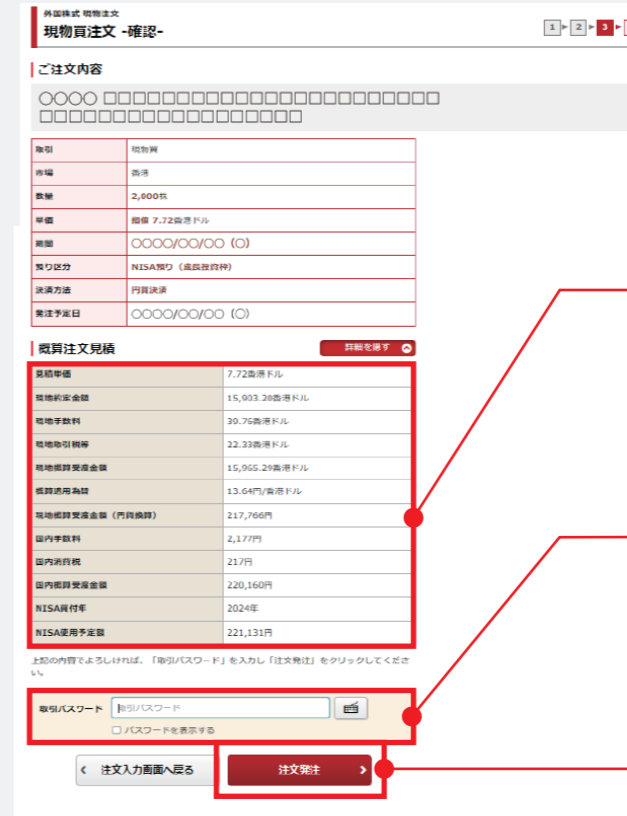 外国株式 現物注文
現物買注文 -確認-
1 2 3
ご注文内容
○○○○ □□□□□□□□□□□□□□□□□□□□□□□
□□□□□□□□□□□□□□□□□□
取引 現物買
市場 香港
数量 2,000株
単価 指値 7.72香港ドル
期間 ○○○○/○○/○○ (○)
預り区分 NISA預り (成長投資枠)
決済方法 円貨決済
発注予定日 ○○○○/○○/○○ (○)
概算注文見積 詳細を隠す
見積単価 7.72香港ドル
現地約定金額 15,903.20香港ドル
現地手数料 39.76香港ドル
現地取引税等 22.33香港ドル
現地概算受渡金額 15,965.29香港ドル
概算適用為替 13.64円/香港ドル
現地概算受渡金額 (円貨換算) 217,766円
国内手数料 2,177円
国内消費税 217円
国内概算受渡金額 220,160円
NISA買付年 2024年
NISA使用予定額 221,131円
上記の内容でよろしければ、「取引パスワード」を入力し「注文発注」をクリックしてくださ
い。
取引パスワード 取引パスワード
パスワードを表示する
注文入力画面へ戻る 注文発注